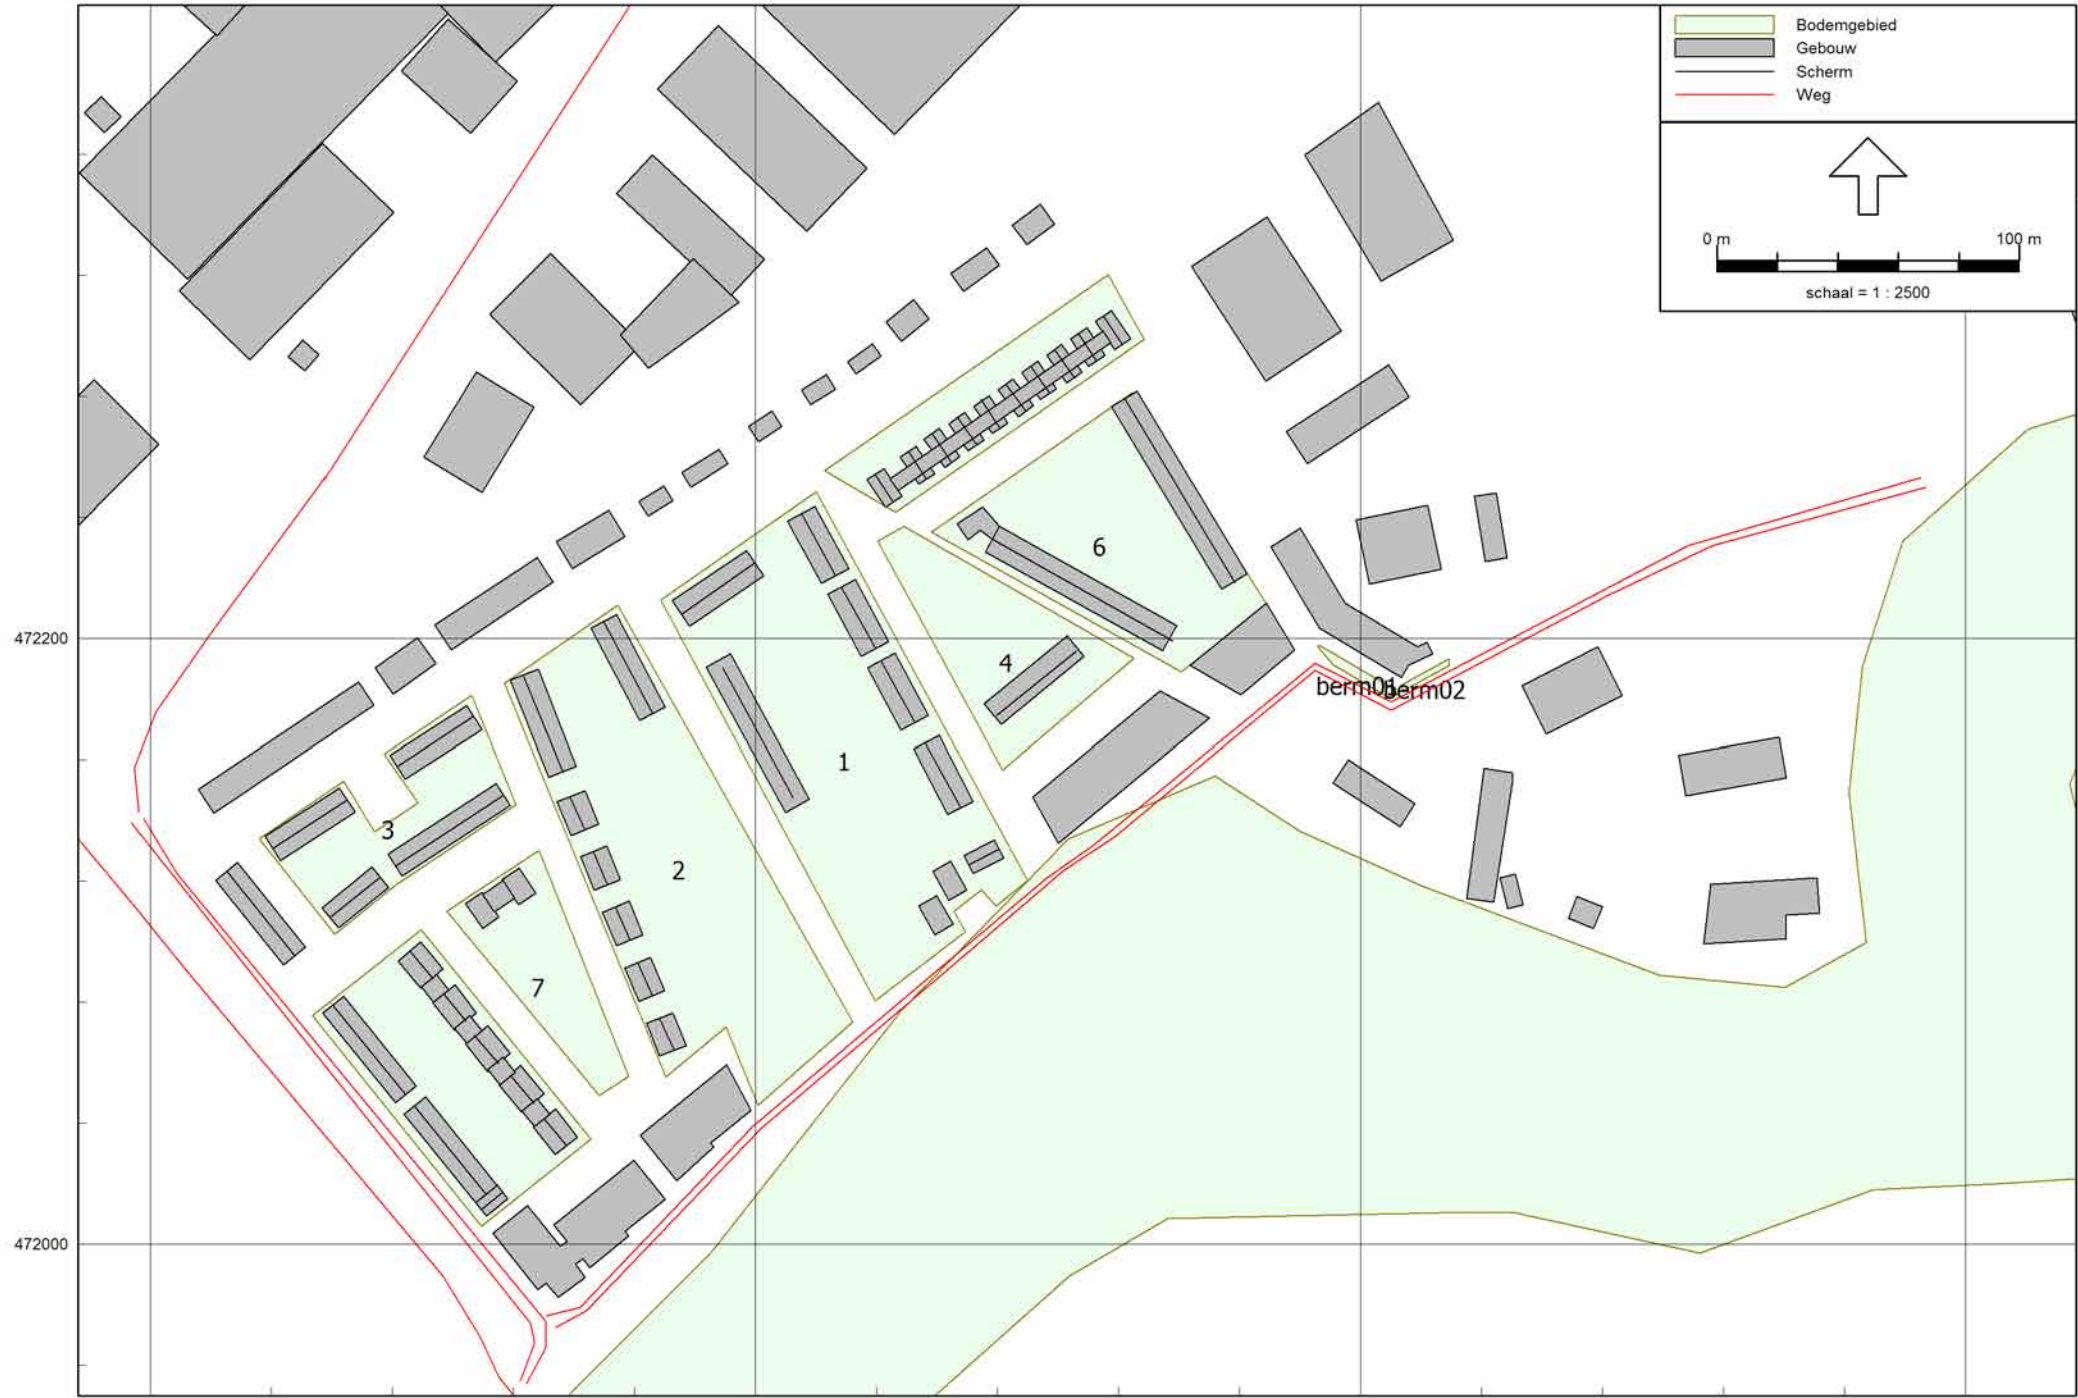 Bodemgebied
Gebouw
Scherm
Weg
0 m 100 m
schaal = 1 : 2500
6
472200
4
berm01
berm02
1
3
2
7
472000